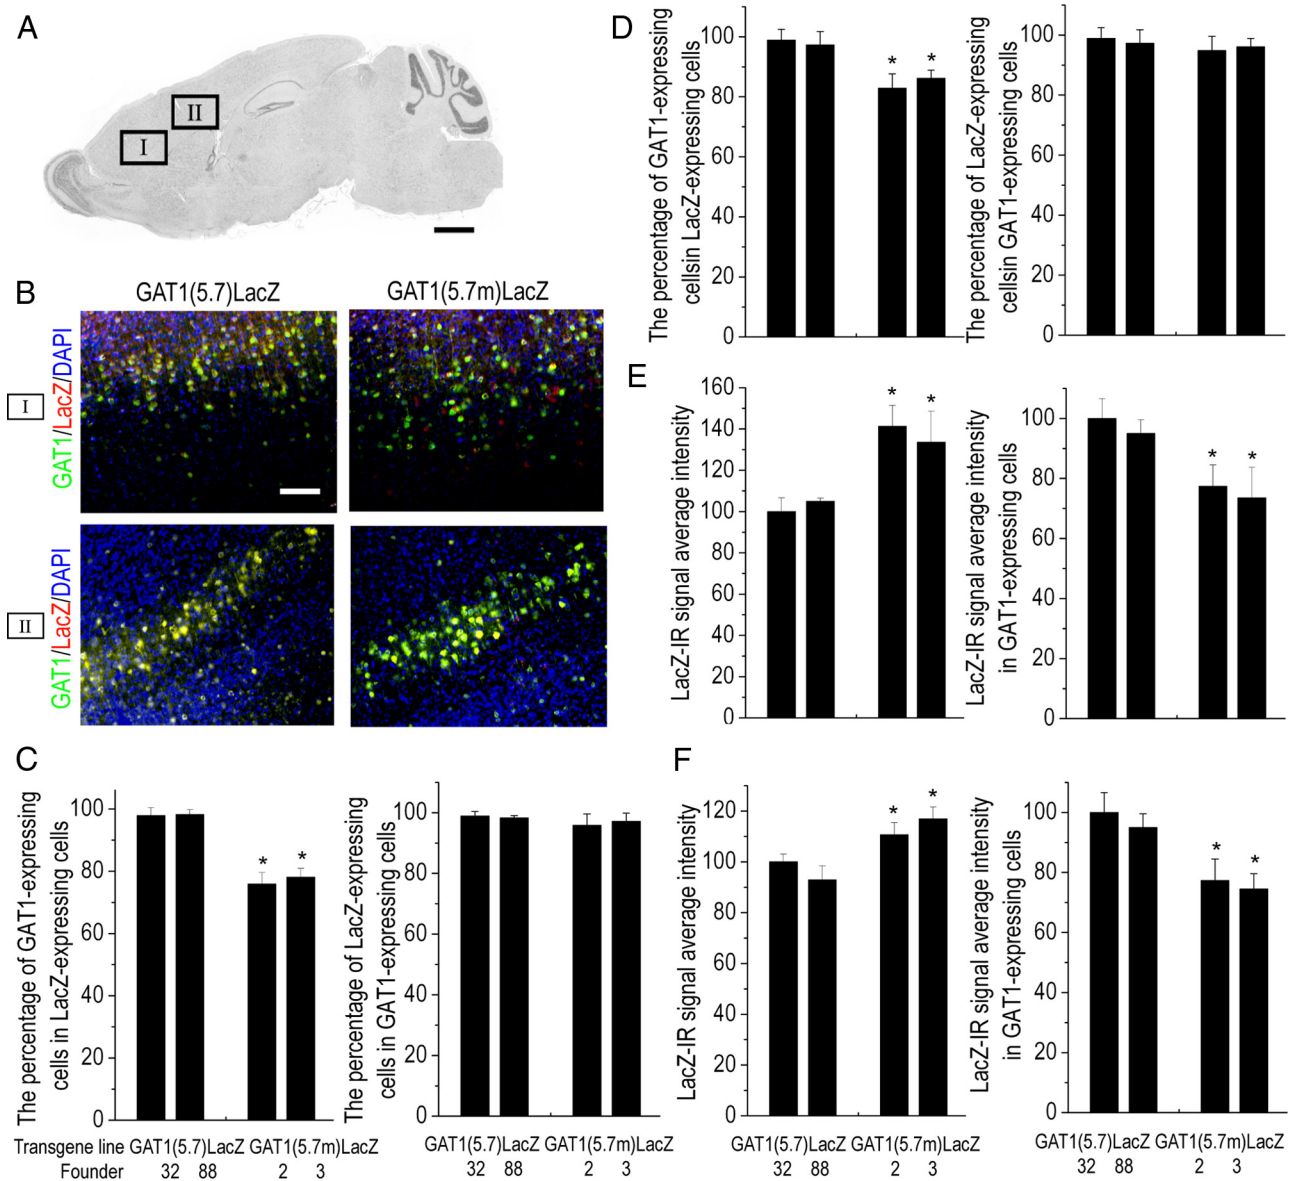 A
I
II
B
GAT1(5.7)LacZ
GAT1(5.7m)LacZ
I
GAT1/LacZ/DAPI
II
GAT1/LacZ/DAPI
C
The percentage of GAT1-expressing
cells in LacZ-expressing cells
100
80
60
40
20
0
*
*
The percentage of LacZ-expressing
cells in GAT1-expressing cells
100
80
60
40
20
0
Transgene line GAT1(5.7)LacZ GAT1(5.7m)LacZ
Founder 32 88 2 3
GAT1(5.7)LacZ GAT1(5.7m)LacZ
32 88 2 3
D
The percentage of GAT1-expressing
cellsin LacZ-expressing cells
100
80
60
40
20
0
*
*
The percentage of LacZ-expressing
cellsin GAT1-expressing cells
100
80
60
40
20
0
E
LacZ-IR signal average intensity
160
140
120
100
80
60
40
20
0
*
*
LacZ-IR signal average intensity
in GAT1-expressing cells
100
80
60
40
20
0
*
*
F
LacZ-IR signal average intensity
120
100
80
60
40
20
0
*
*
GAT1(5.7)LacZ GAT1(5.7m)LacZ
32 88 2 3
LacZ-IR signal average intensity
in GAT1-expressing cells
100
80
60
40
20
0
*
*
GAT1(5.7)LacZ GAT1(5.7m)LacZ
32 88 2 3